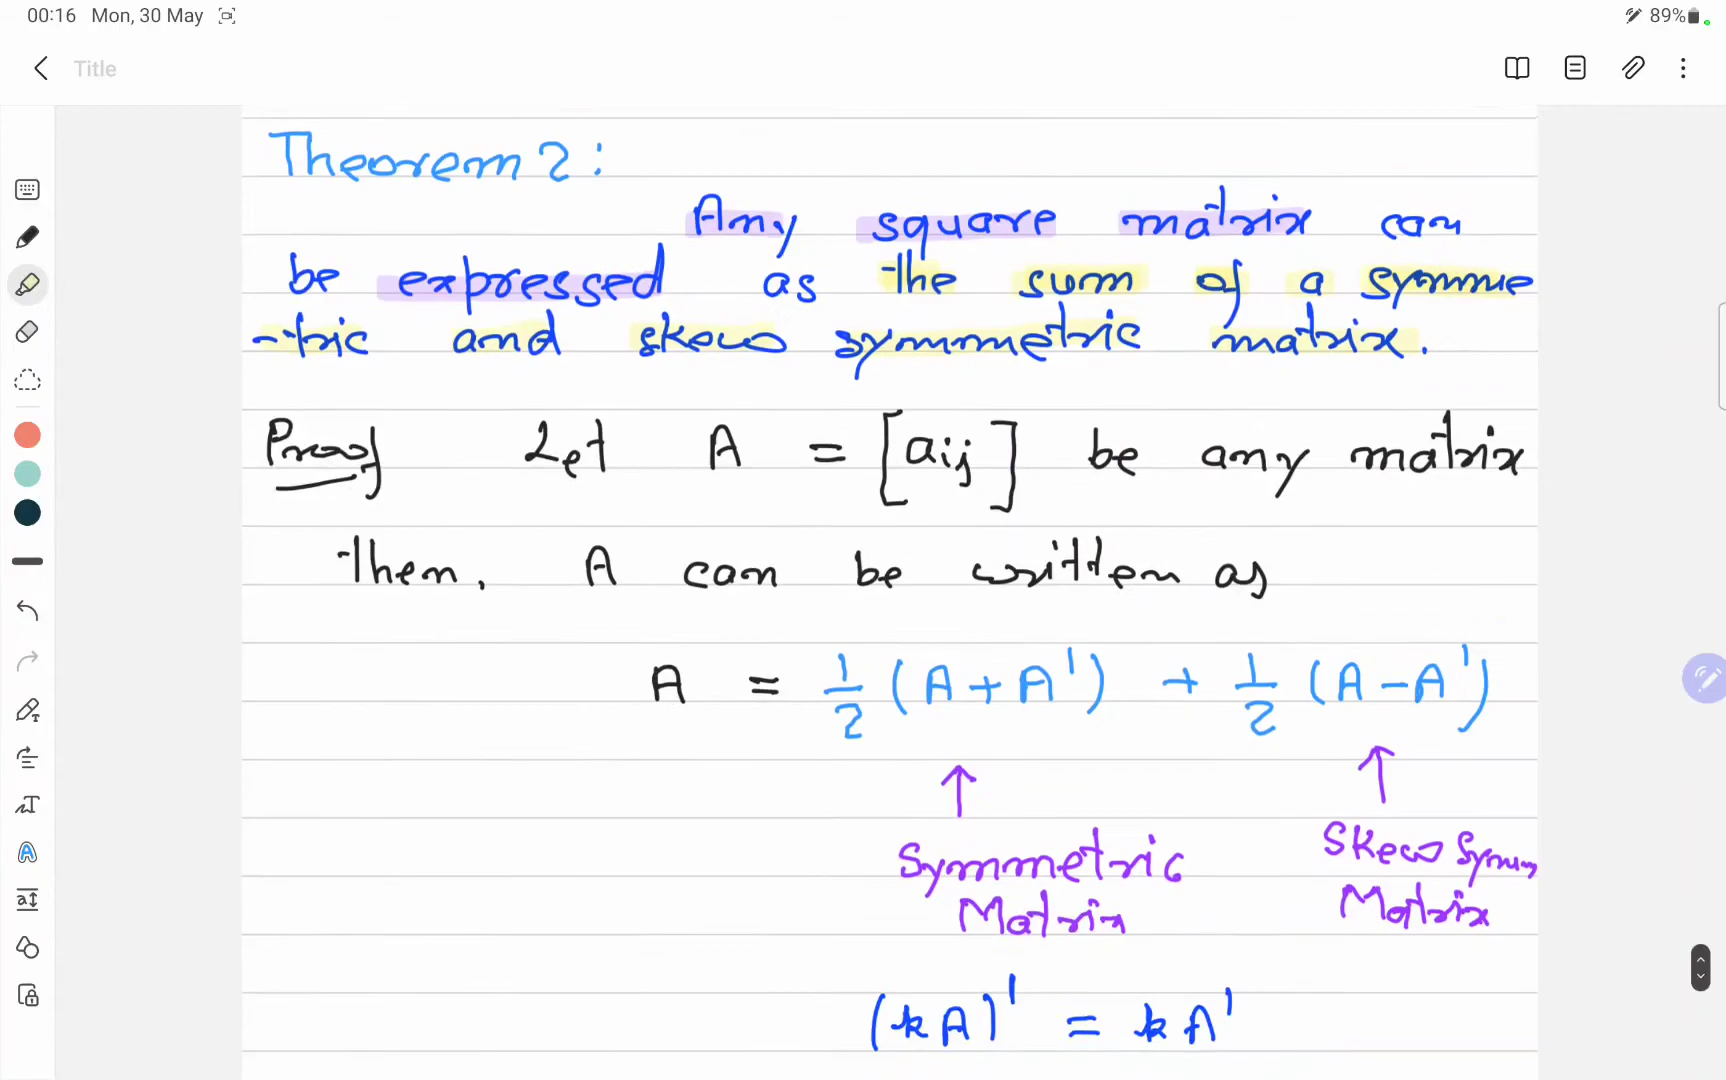 00:16 Mon, 30 May 89%
Title
Theorem 2:
Any square matrix can
be expressed as the sum of a symme
-tric and skew symmetric matrix.
Proof Let A = [aij] be any matrix
Then, A can be written as
A = 1/2 (A + A') + 1/2 (A - A')
↑ ↑
Symmetric Skew Symm
Matrix Matrix
(kA)' = kA'